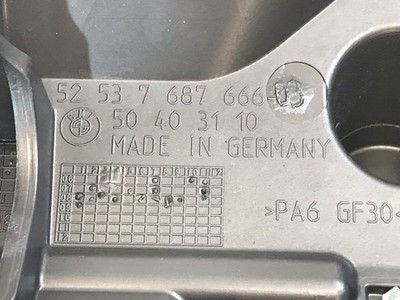 52 53 7 687 666-03
50 40 31 10
MADE IN GERMANY
>PA6 GF30<